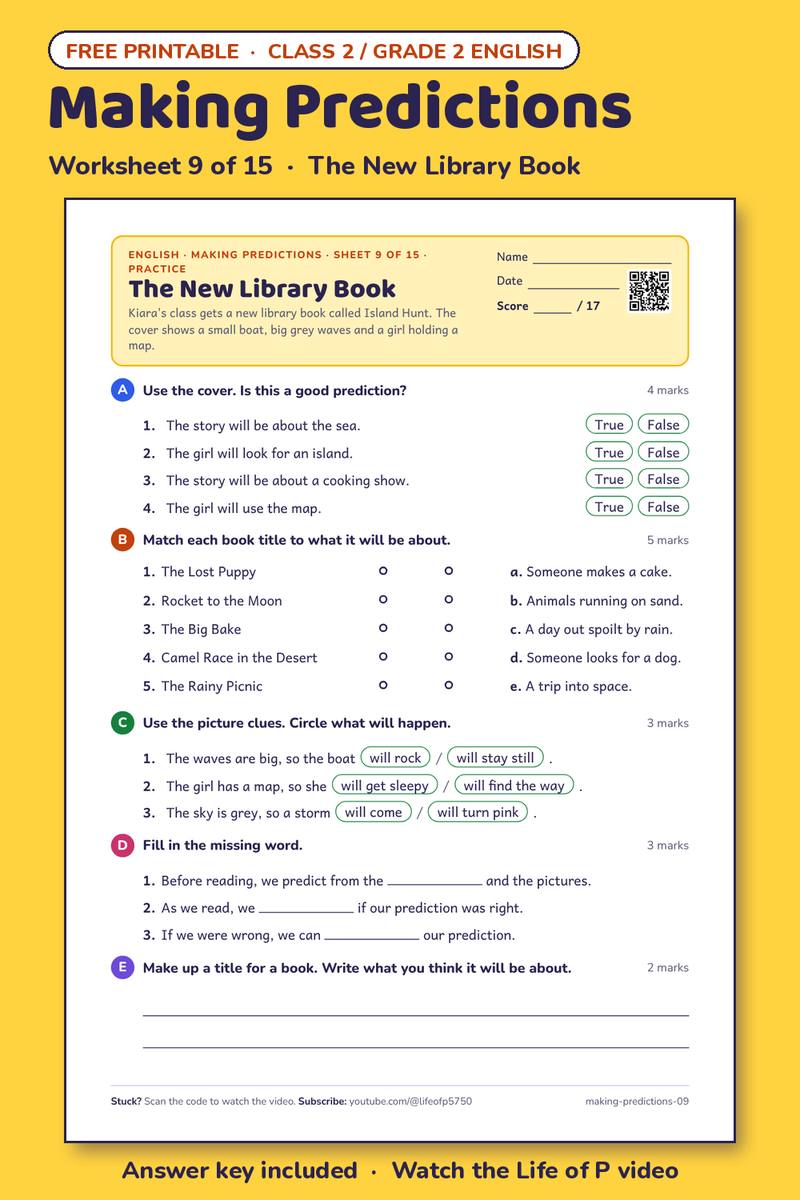 FREE PRINTABLE · CLASS 2 / GRADE 2 ENGLISH
Making Predictions
Worksheet 9 of 15 · The New Library Book
ENGLISH · MAKING PREDICTIONS · SHEET 9 OF 15 ·
PRACTICE
The New Library Book
Kiara's class gets a new library book called Island Hunt. The
cover shows a small boat, big grey waves and a girl holding a
map.
Name
Date
Score / 17
A Use the cover. Is this a good prediction? 4 marks
1. The story will be about the sea. True False
2. The girl will look for an island. True False
3. The story will be about a cooking show. True False
4. The girl will use the map. True False
B Match each book title to what it will be about. 5 marks
1. The Lost Puppy a. Someone makes a cake.
2. Rocket to the Moon b. Animals running on sand.
3. The Big Bake c. A day out spoilt by rain.
4. Camel Race in the Desert d. Someone looks for a dog.
5. The Rainy Picnic e. A trip into space.
C Use the picture clues. Circle what will happen. 3 marks
1. The waves are big, so the boat will rock / will stay still .
2. The girl has a map, so she will get sleepy / will find the way .
3. The sky is grey, so a storm will come / will turn pink .
D Fill in the missing word. 3 marks
1. Before reading, we predict from the ____________ and the pictures.
2. As we read, we ____________ if our prediction was right.
3. If we were wrong, we can ____________ our prediction.
E Make up a title for a book. Write what you think it will be about. 2 marks
Stuck? Scan the code to watch the video. Subscribe: youtube.com/@lifeofp5750 making-predictions-09
Answer key included · Watch the Life of P video